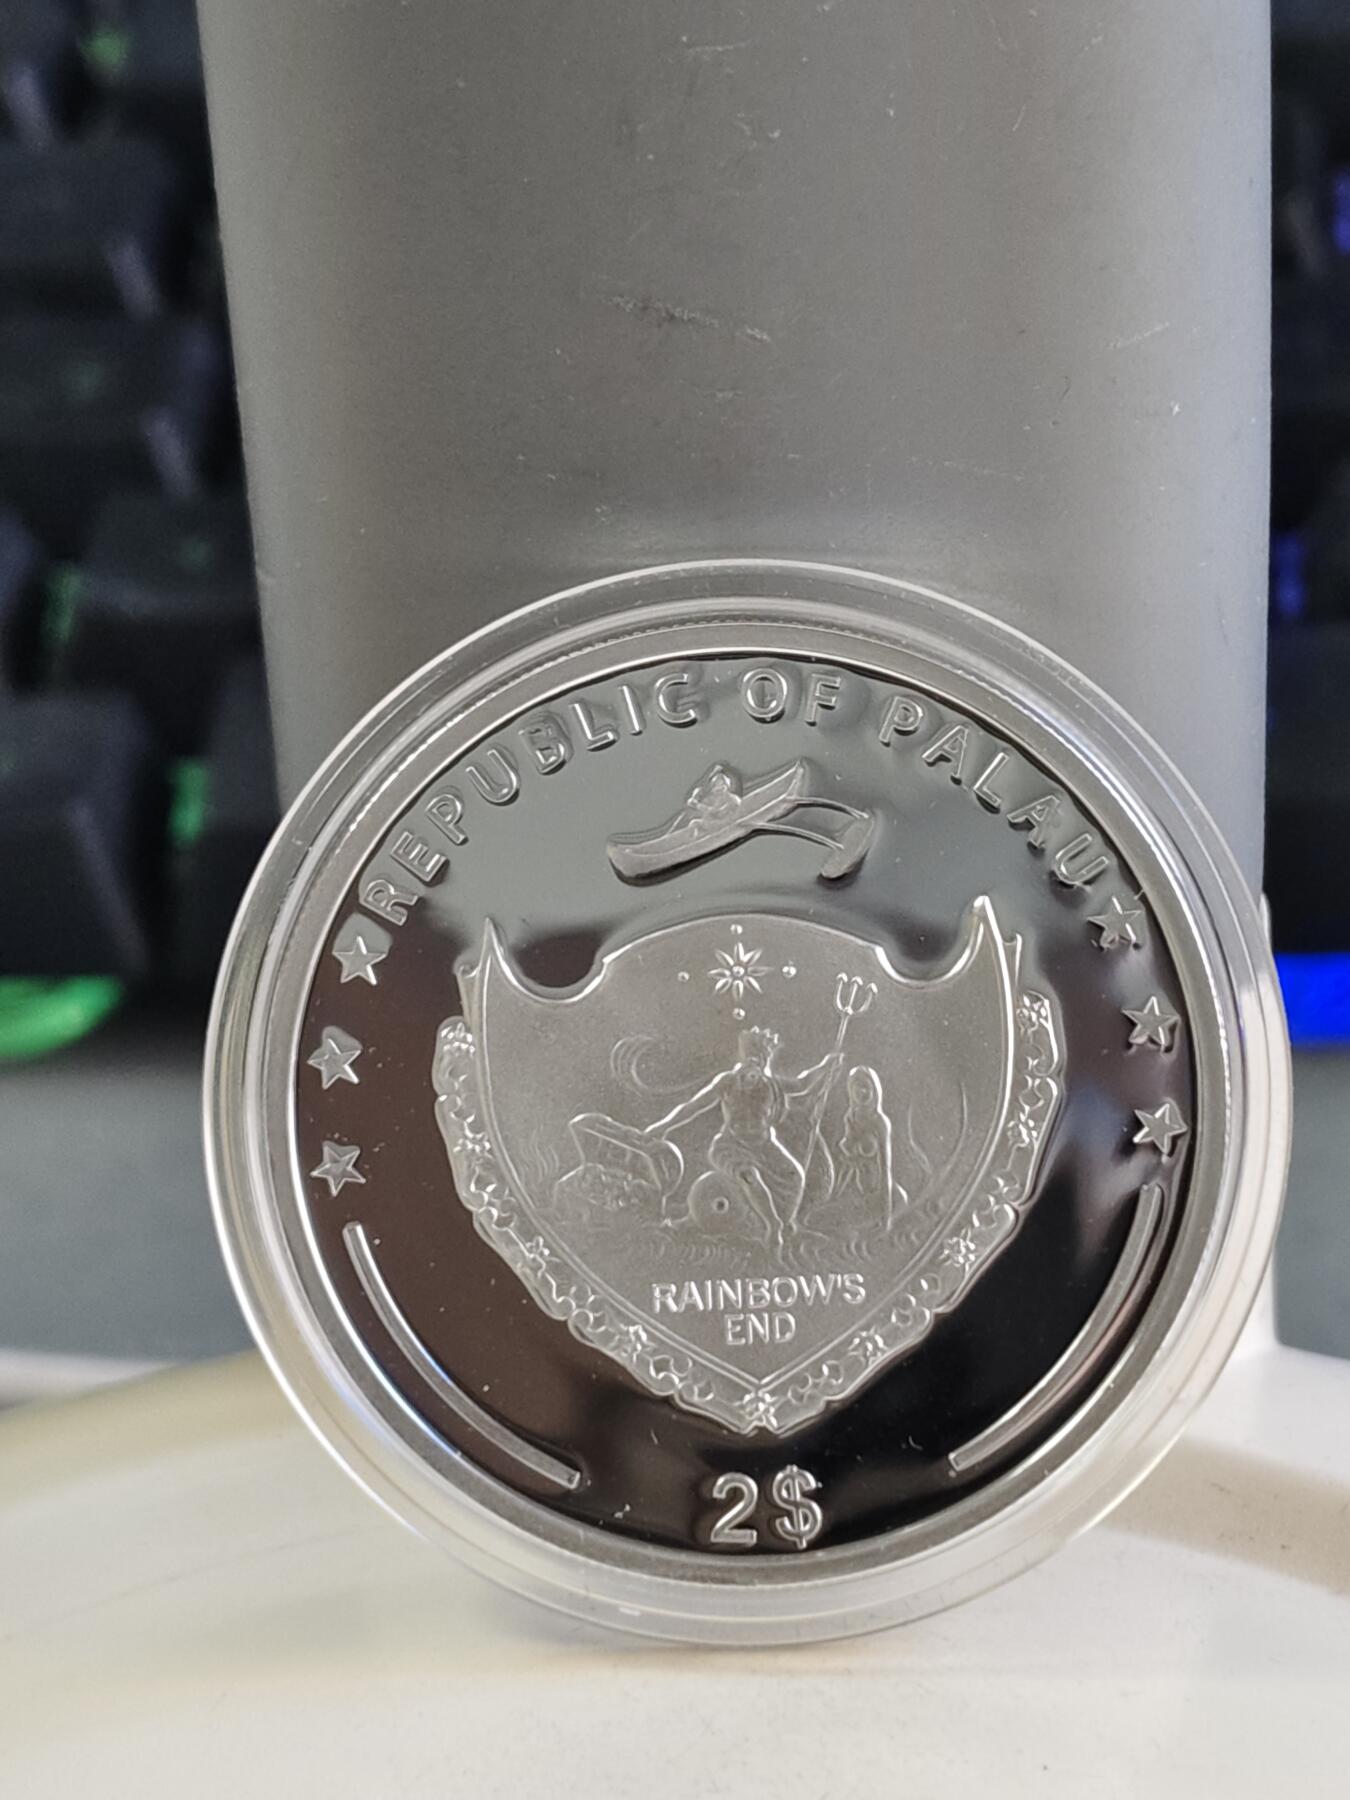 REPUBLIC OF PALAU
RAINBOW'S
END
2$